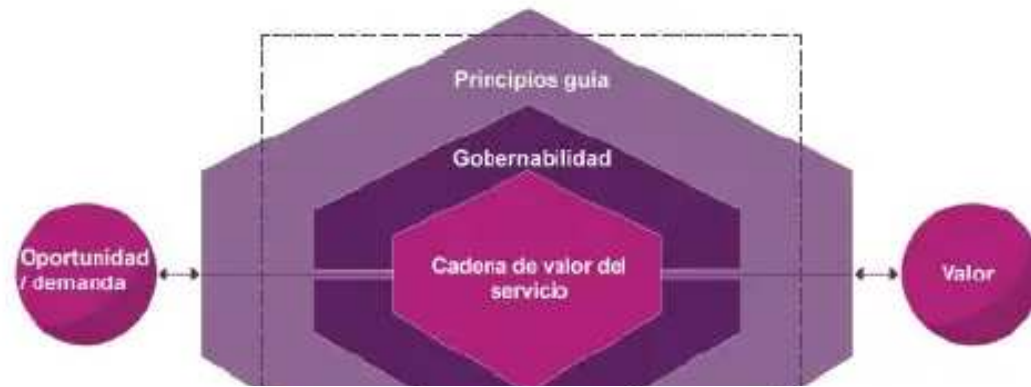 Principios guía
Gobernabilidad
Oportunidad
/ demanda
Cadena de valor del
servicio
Valor